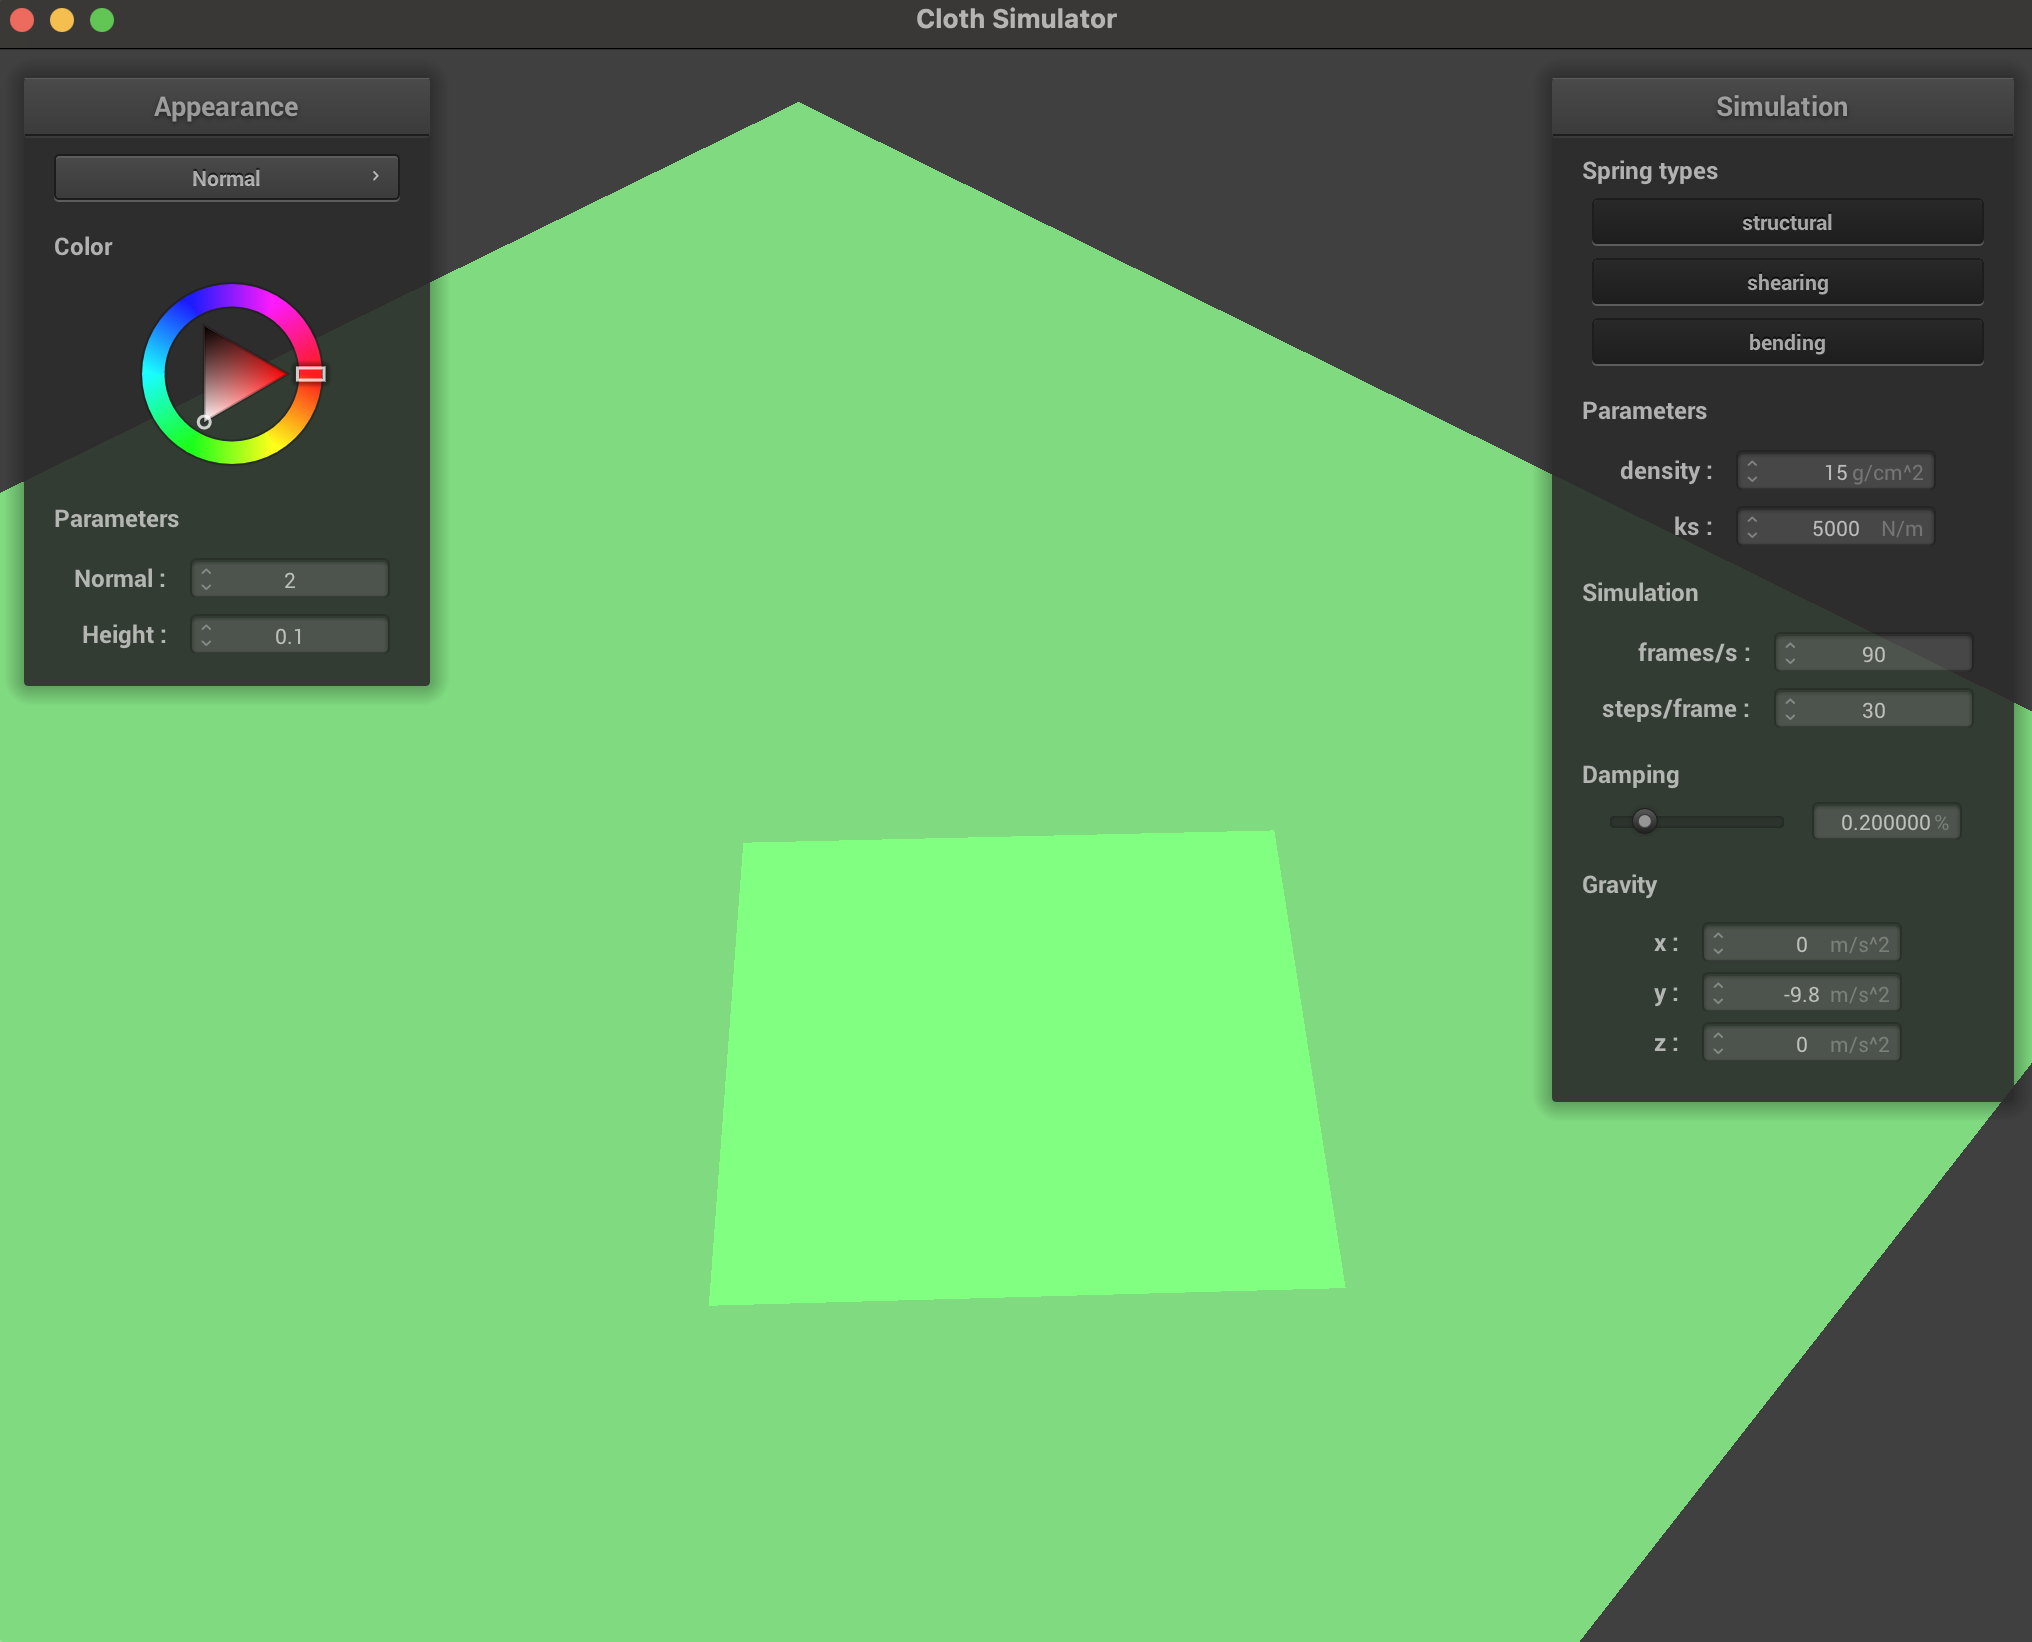 Cloth Simulator
Appearance
Normal
Color
Parameters
Normal : 2
Height : 0.1
Simulation
Spring types
structural
shearing
bending
Parameters
density : 15 g/cm^2
ks : 5000 N/m
Simulation
frames/s : 90
steps/frame : 30
Damping
0.200000 %
Gravity
x : 0 m/s^2
y : -9.8 m/s^2
z : 0 m/s^2